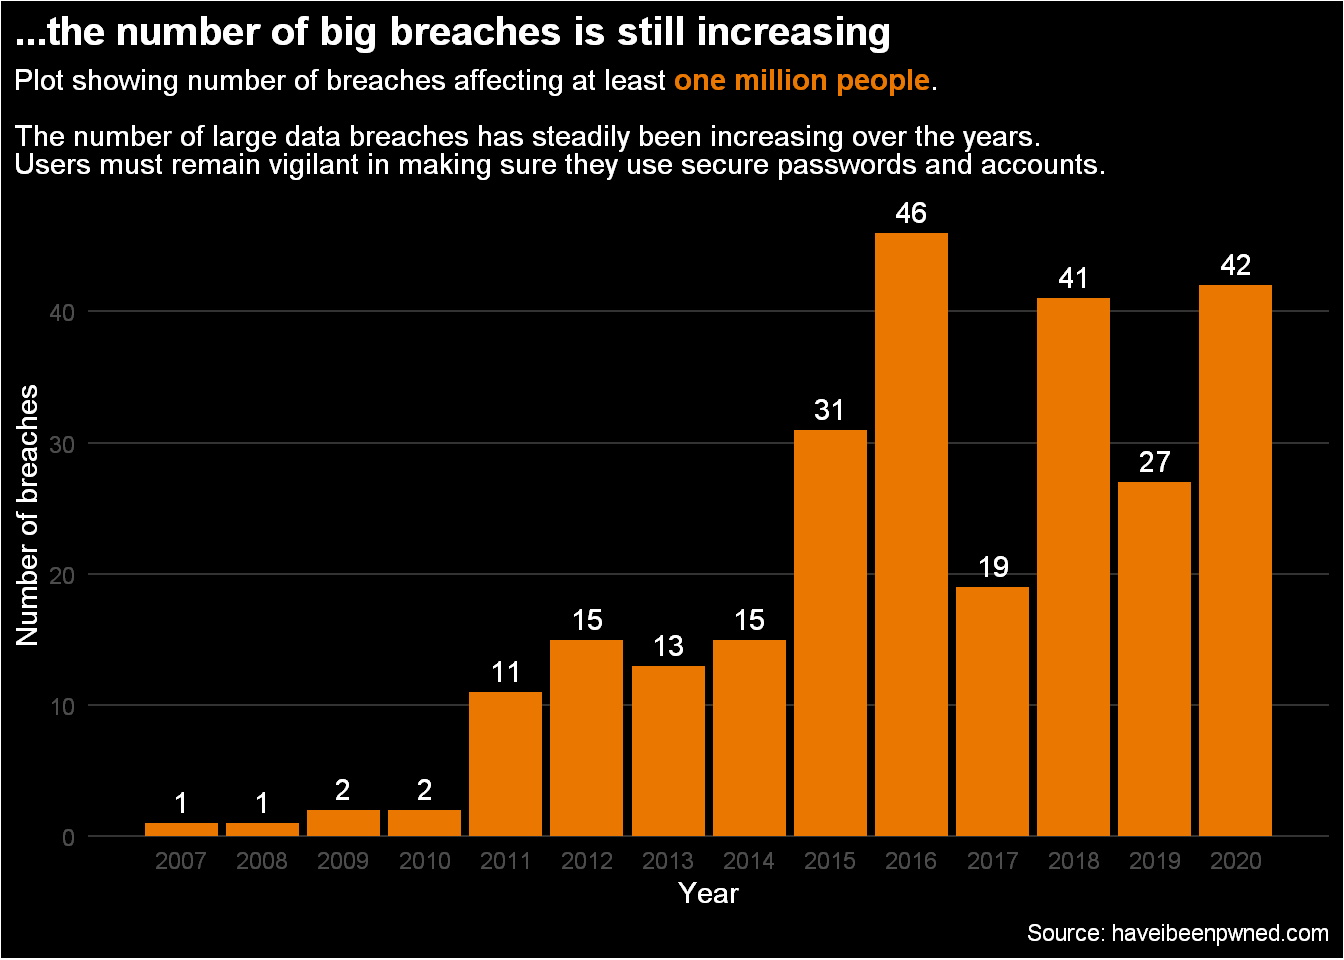 ...the number of big breaches is still increasing
Plot showing number of breaches affecting at least one million people.
The number of large data breaches has steadily been increasing over the years.
Users must remain vigilant in making sure they use secure passwords and accounts.
46
42
41
40
31
30
27
Number of breaches
20
19
15
13
15
11
10
1
1
2
2
0
2007 2008 2009 2010 2011 2012 2013 2014 2015 2016 2017 2018 2019 2020
Year
Source: haveibeenpwned.com